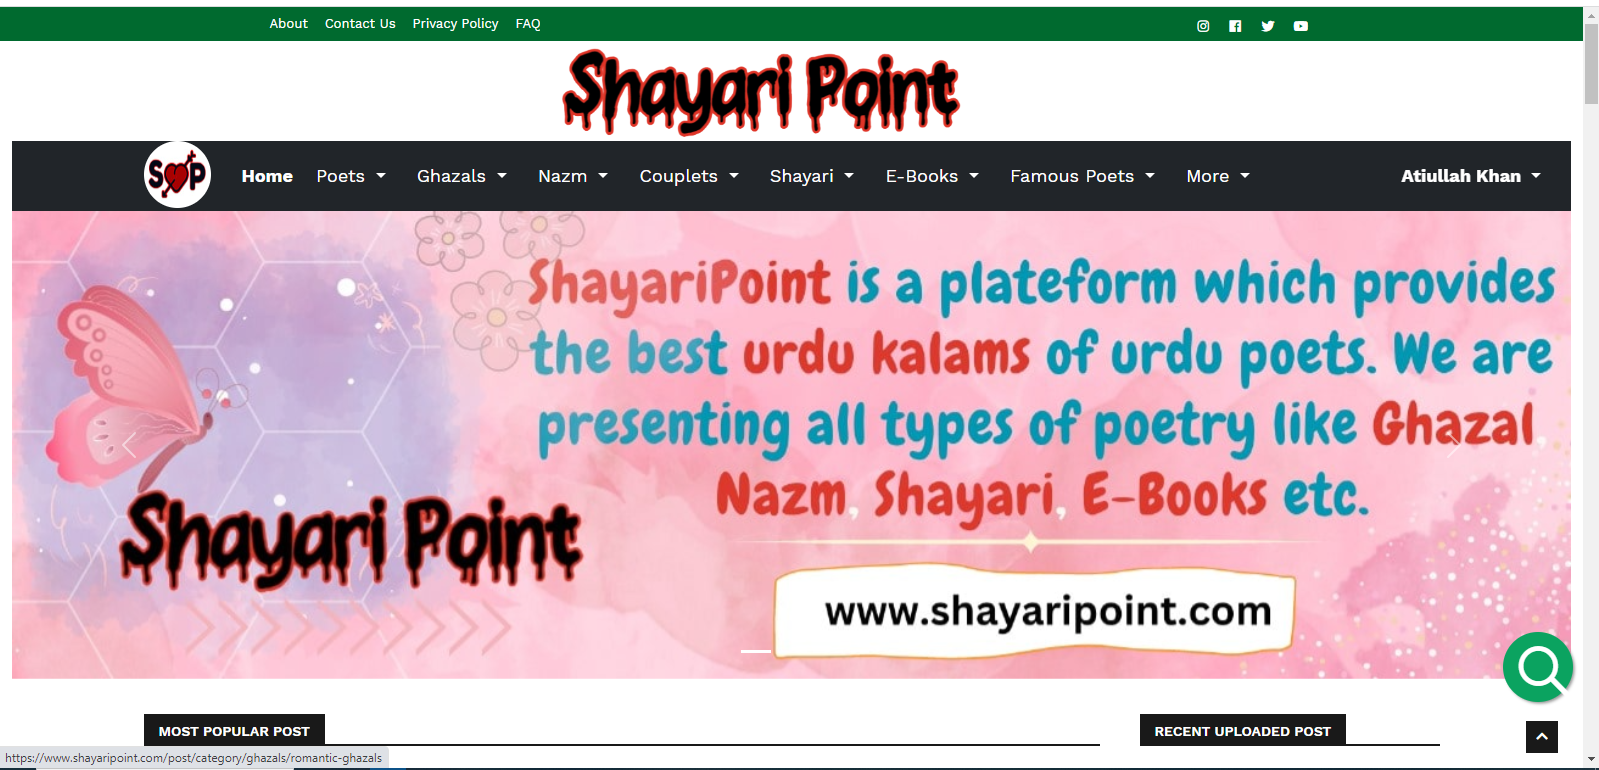 About Contact Us Privacy Policy FAQ
Shayari Point
S P Home Poets Ghazals Nazm Couplets Shayari E-Books Famous Poets More Atiullah Khan
ShayariPoint is a plateform which provides
the best urdu kalams of urdu poets. We are
presenting all types of poetry like Ghazal,
Nazm, Shayari, E-Books etc.
Shayari Point
www.shayaripoint.com
MOST POPULAR POST RECENT UPLOADED POST
https://www.shayaripoint.com/post/category/ghazals/romantic-ghazals